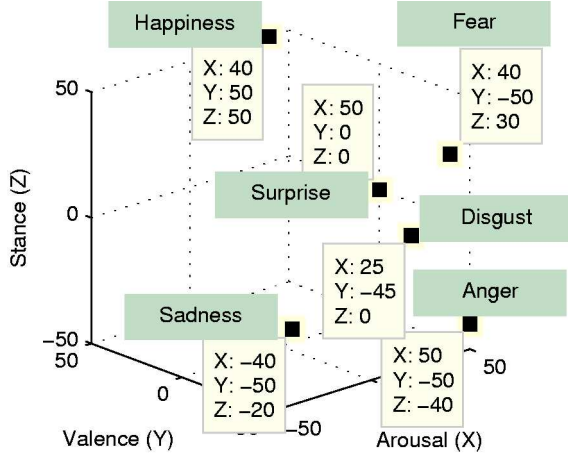 Happiness
Fear
X: 40
Y: 50
Z: 50
X: 40
Y: −50
Z: 30
X: 50
Y: 0
Z: 0
50
Surprise
Disgust
Stance (Z)
0
X: 25
Y: −45
Z: 0
Anger
Sadness
−50
50
X: −40
Y: −50
Z: −20
X: 50
Y: −50
Z: −40
50
0
−50
Valence (Y)
Arousal (X)